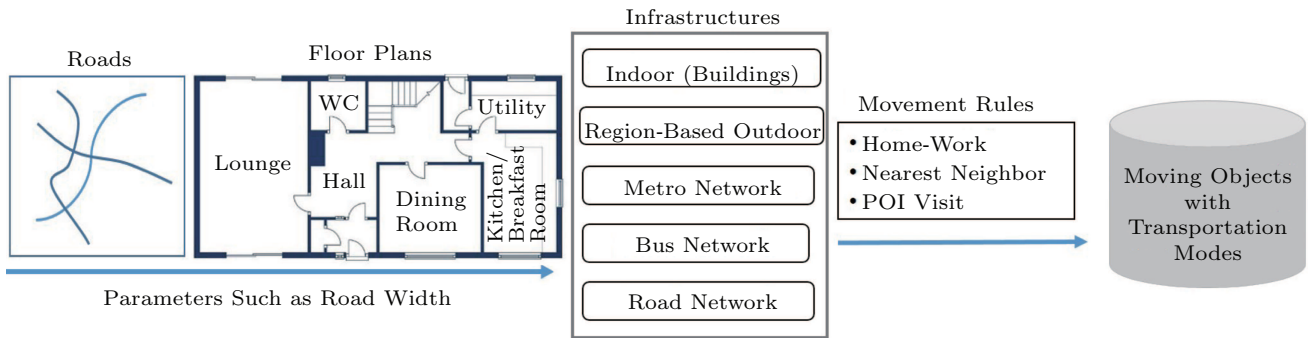 Roads
Floor Plans
WC
Utility
Lounge
Hall
Dining
Room
Kitchen/
Breakfast
Room
Parameters Such as Road Width
Infrastructures
Indoor (Buildings)
Region-Based Outdoor
Metro Network
Bus Network
Road Network
Movement Rules
• Home-Work
• Nearest Neighbor
• POI Visit
Moving Objects
with
Transportation
Modes